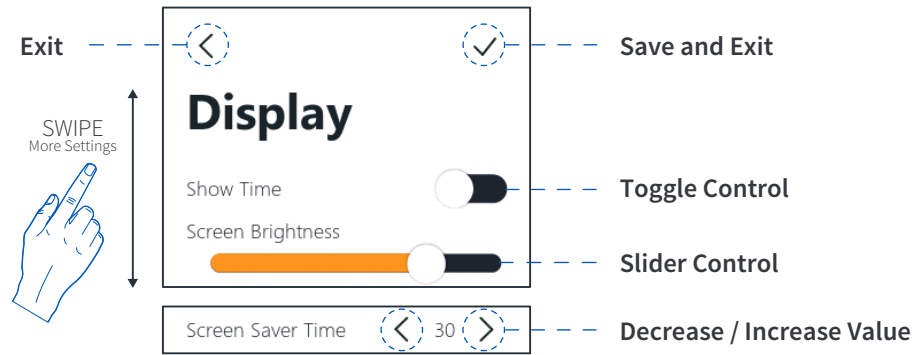 Exit
Save and Exit
Display
SWIPE
More Settings
Show Time
Toggle Control
Screen Brightness
Slider Control
Screen Saver Time 30
Decrease / Increase Value